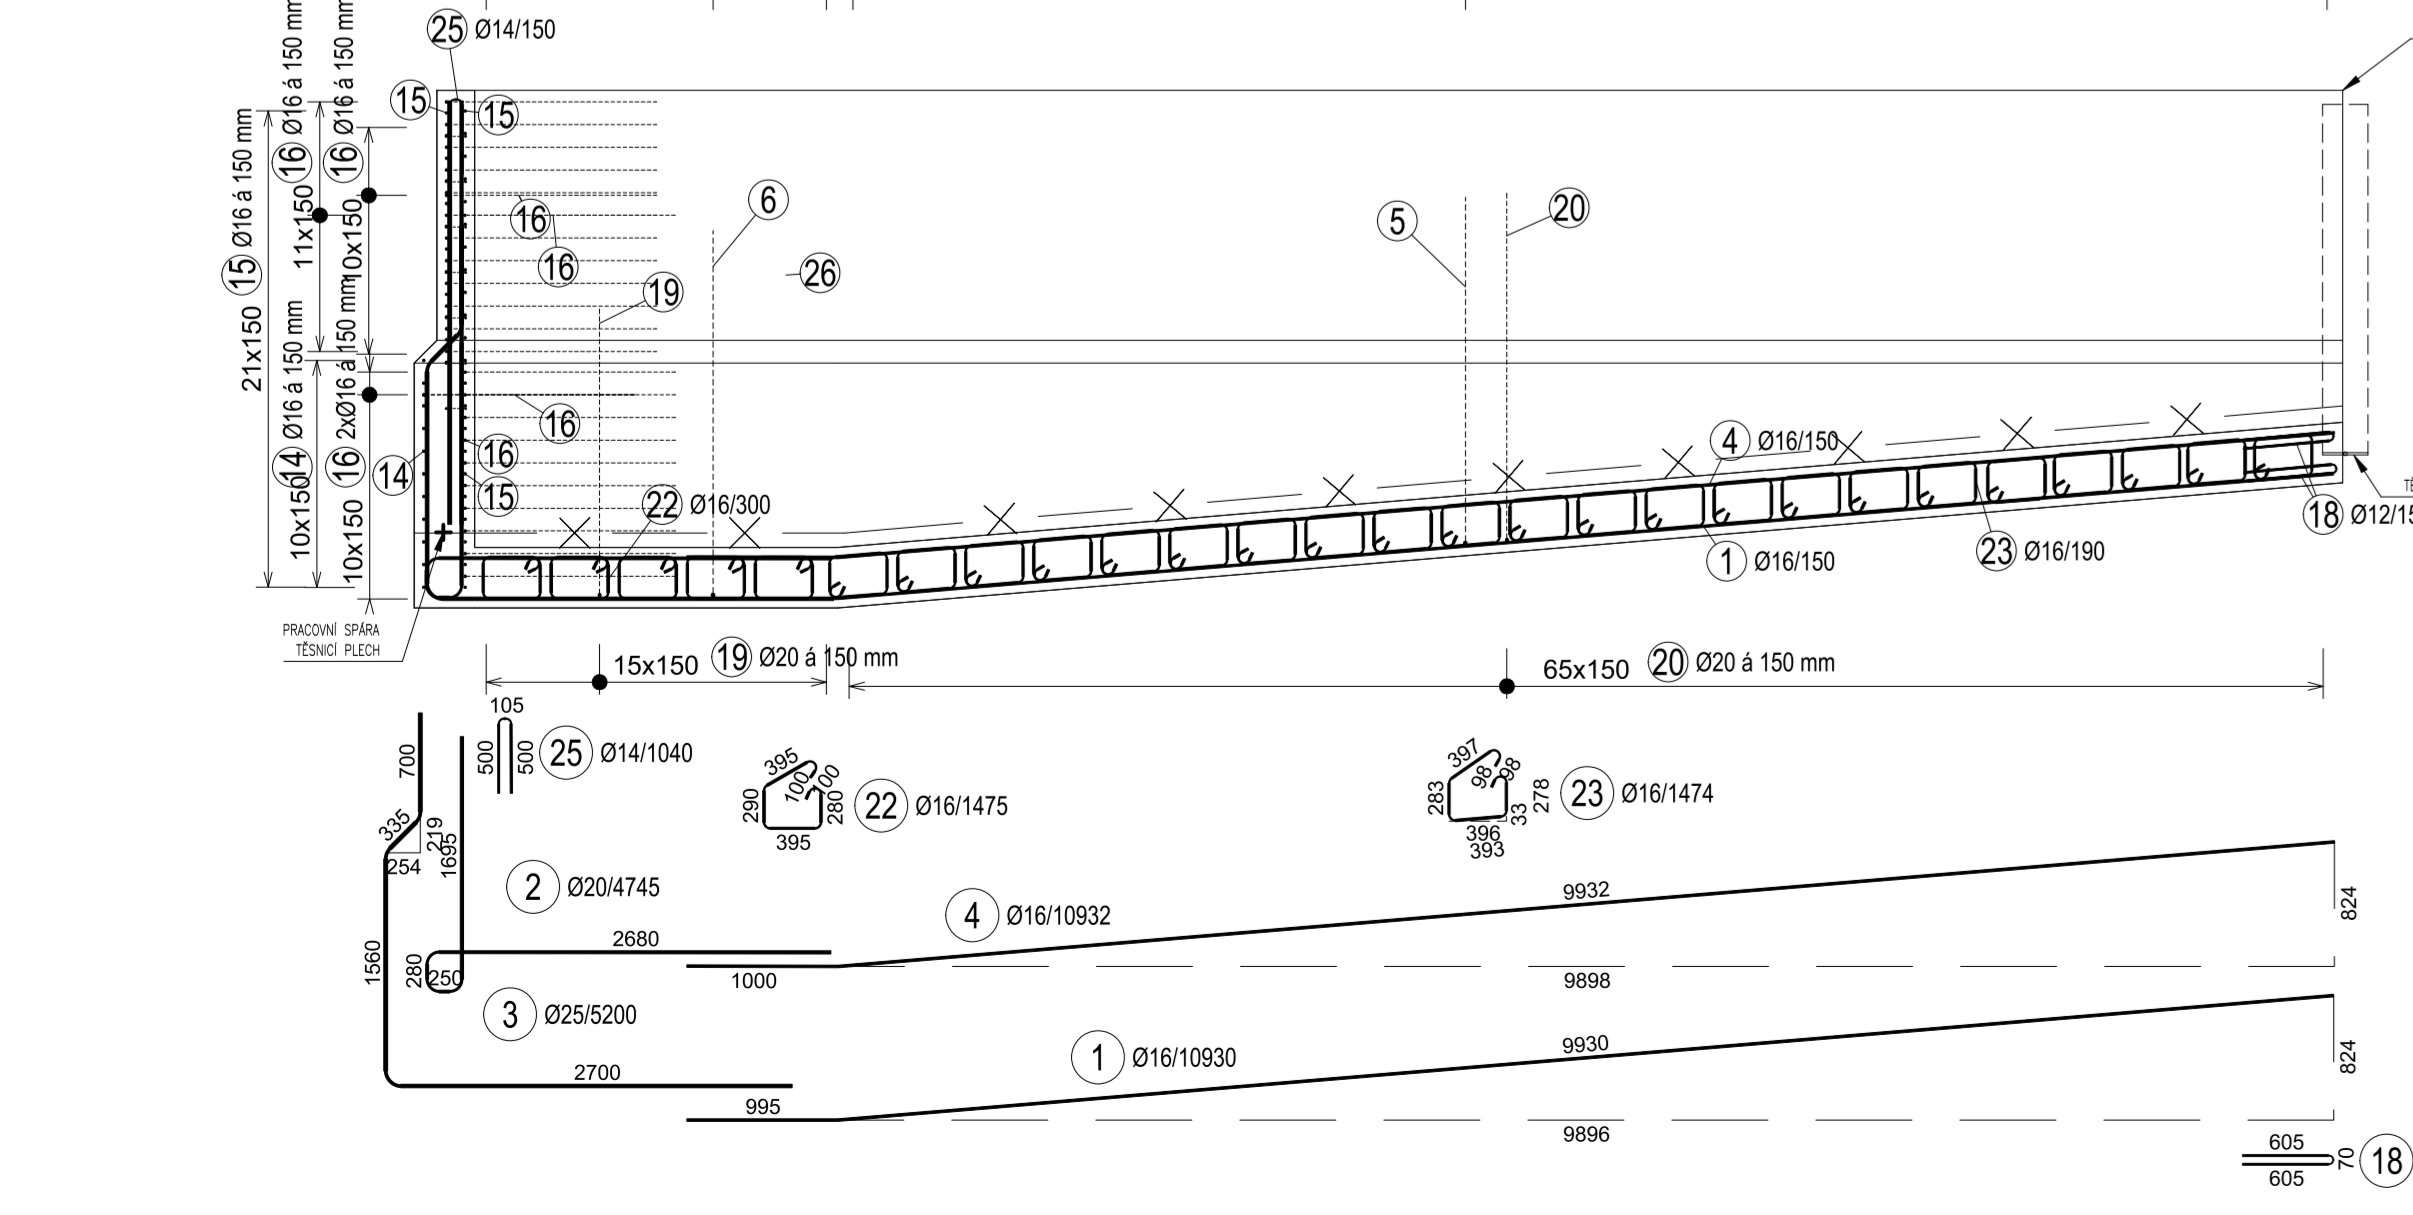 25 Ø14/150
15
15
16 Ø16 á 150 mm
11x150
16 Ø16 á 150 mm
10x150
15 Ø16 á 150 mm
21x150
14 Ø16 á 150 mm
10x150
16 2xØ16 á 150 mm
10x150
16
16
6
19
26
5
20
16
16
14
15
22 Ø16/300
4 Ø16/150
1 Ø16/150
23 Ø16/190
18 Ø12/15
TĚ
PRACOVNÍ SPÁRA
TĚSNICÍ PLECH
15x150 19 Ø20 á 150 mm
65x150 20 Ø20 á 150 mm
105
500
500
25 Ø14/1040
395
100
100
290
280
395
22 Ø16/1475
397
98
98
283
278
33
396
393
23 Ø16/1474
700
335
219
254
1695
1560
2 Ø20/4745
2680
280
250
3 Ø25/5200
2700
4 Ø16/10932
9932
824
1000
9898
1 Ø16/10930
9930
824
995
9896
605
70
605
18